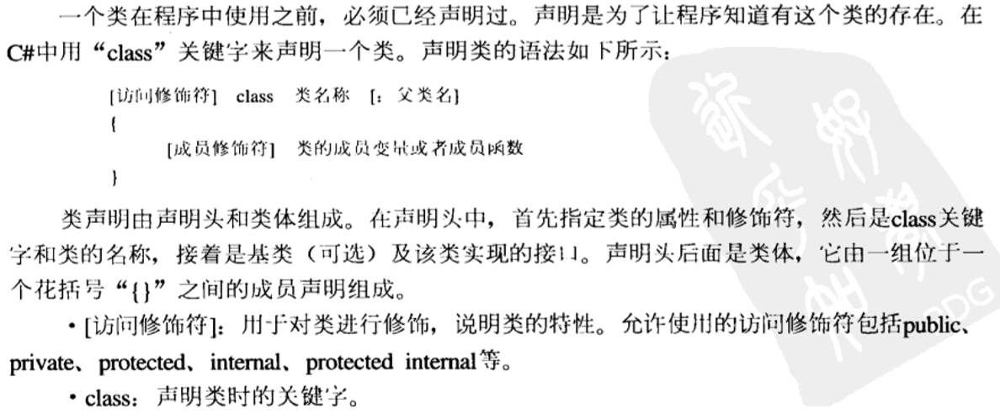 一个类在程序中使用之前，必须已经声明过。声明是为了让程序知道有这个类的存在。在
C#中用“class”关键字来声明一个类。声明类的语法如下所示：
[访问修饰符] class 类名称 [：父类名]
{
[成员修饰符] 类的成员变量或者成员函数
}
类声明由声明头和类体组成。在声明头中，首先指定类的属性和修饰符，然后是class关键
字和类的名称，接着是基类（可选）及该类实现的接口。声明头后面是类体，它由一组位于一
个花括号“{}”之间的成员声明组成。
•[访问修饰符]：用于对类进行修饰，说明类的特性。允许使用的访问修饰符包括public、
private、protected、internal、protected internal等。
•class：声明类时的关键字。